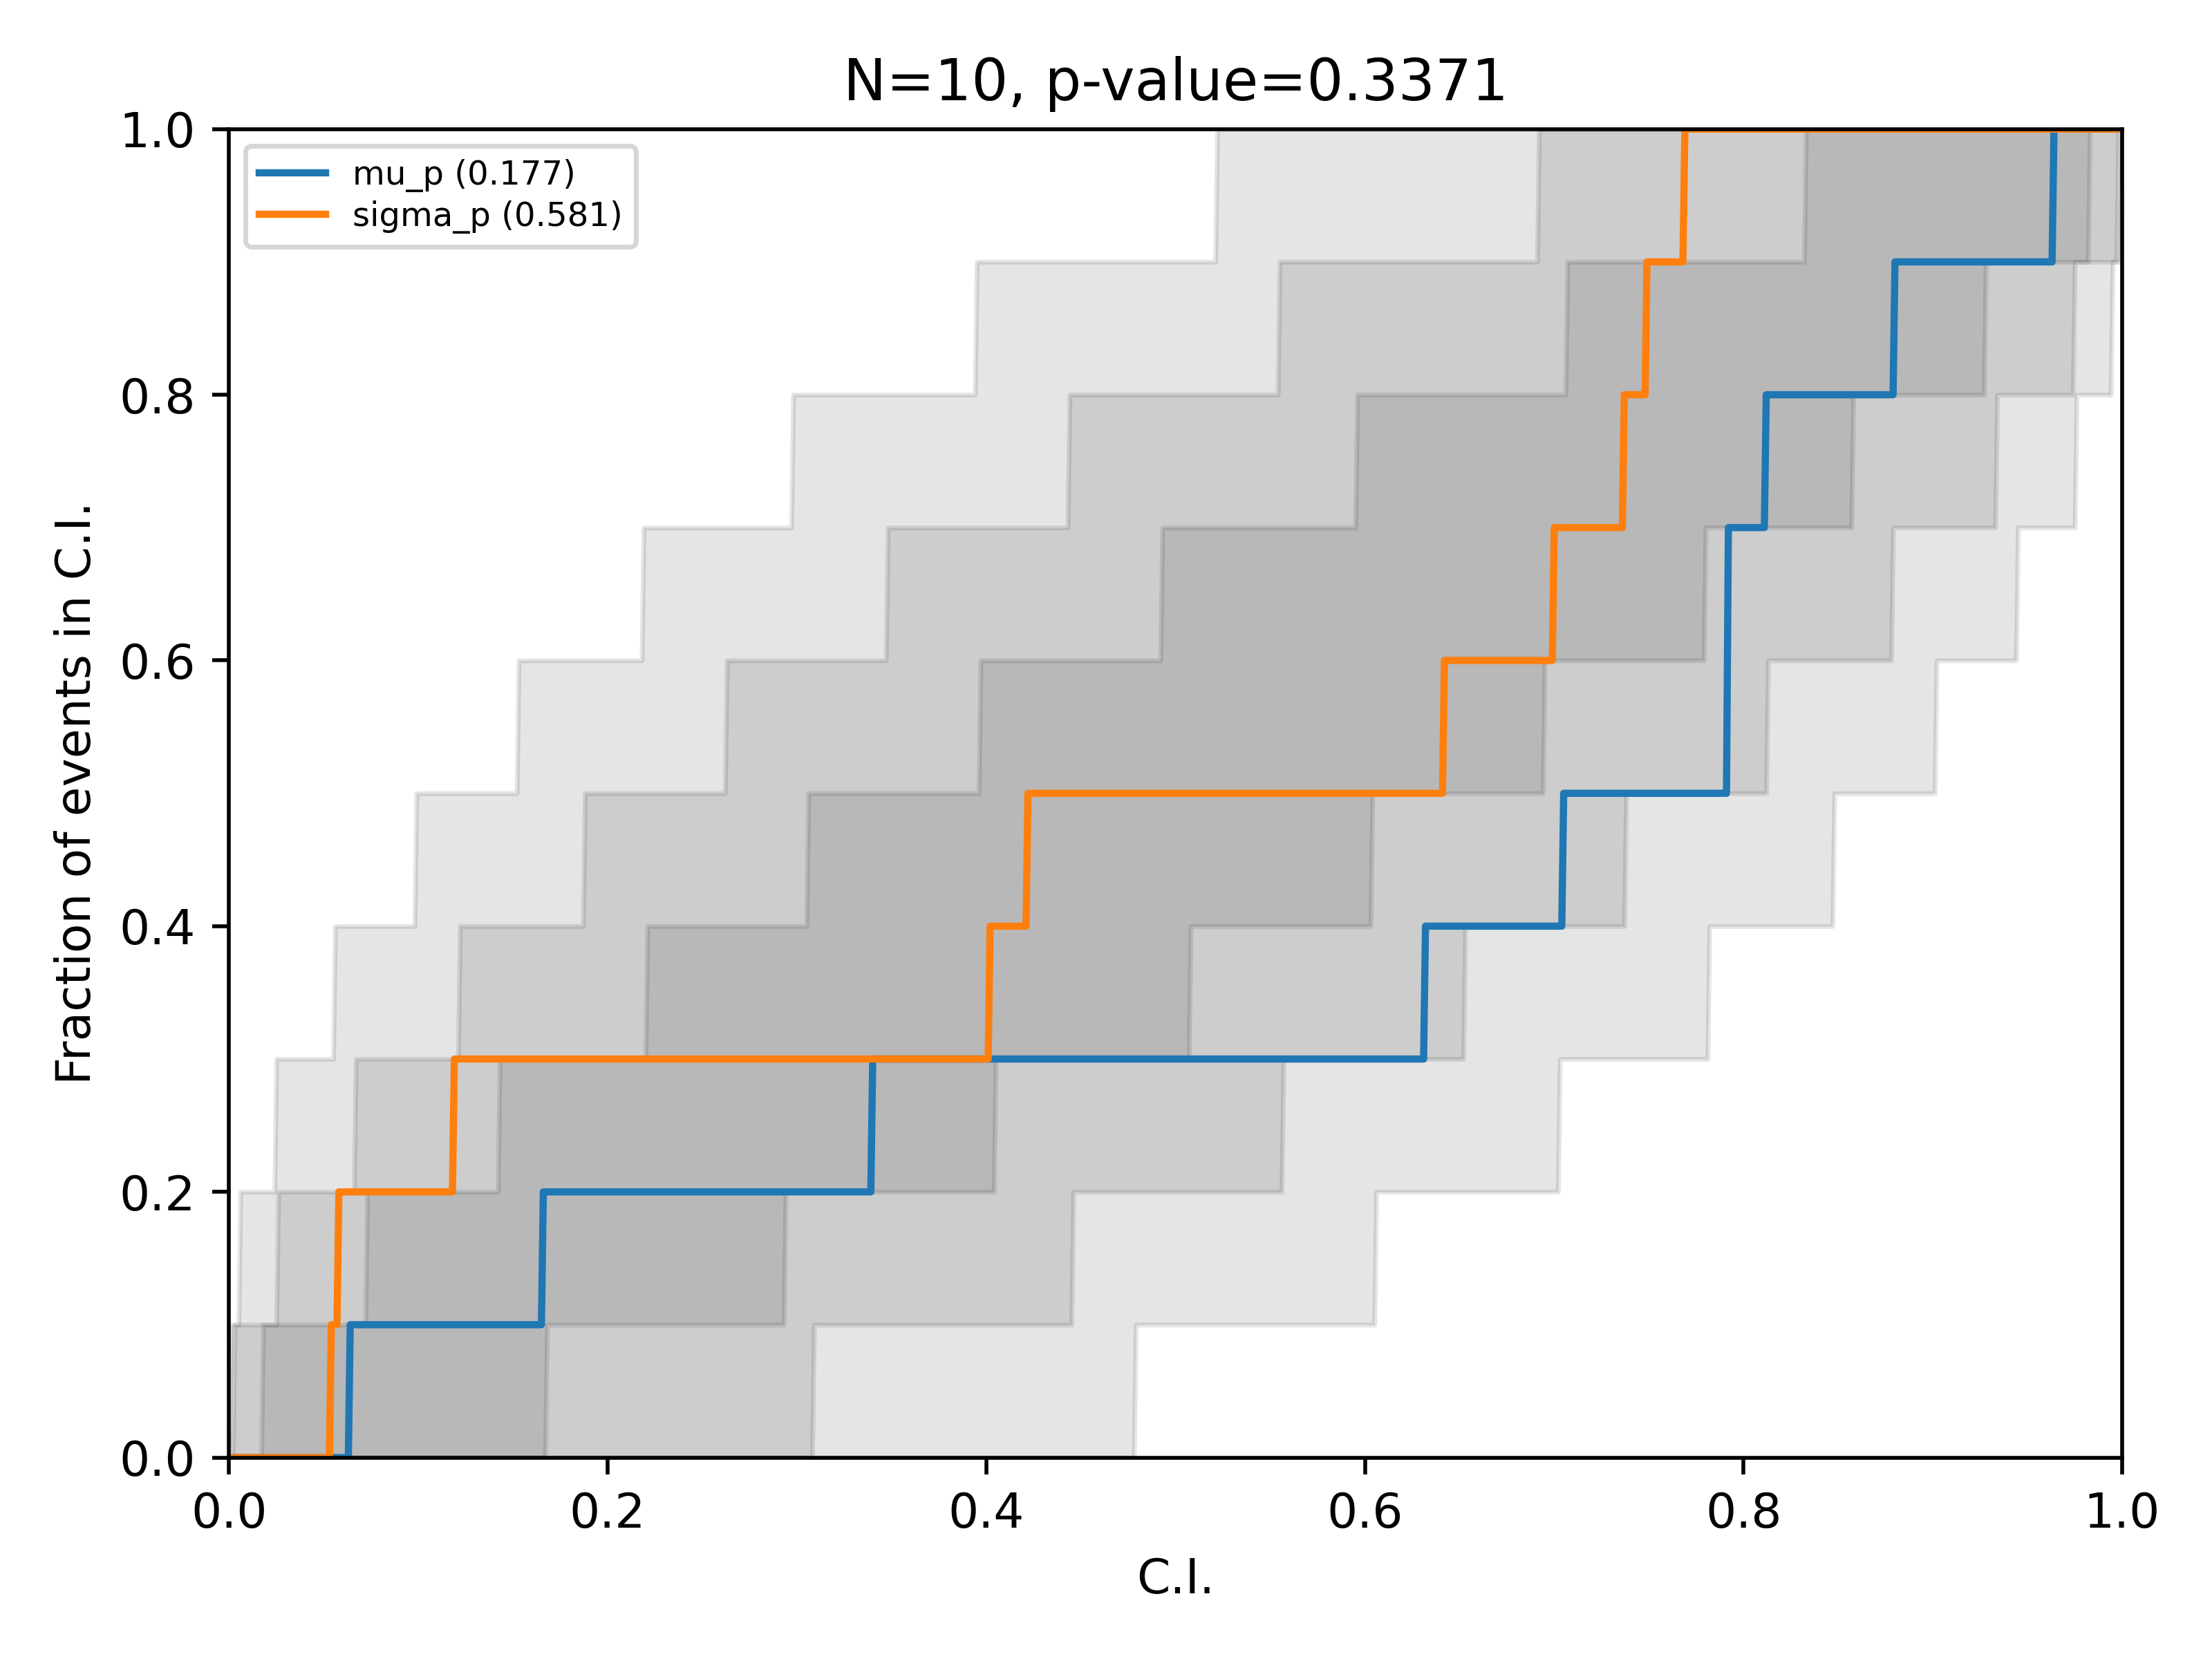 N=10, p-value=0.3371
mu_p (0.177)
sigma_p (0.581)
Fraction of events in C.I.
1.0
0.8
0.6
0.4
0.2
0.0
0.0 0.2 0.4 0.6 0.8 1.0
C.I.